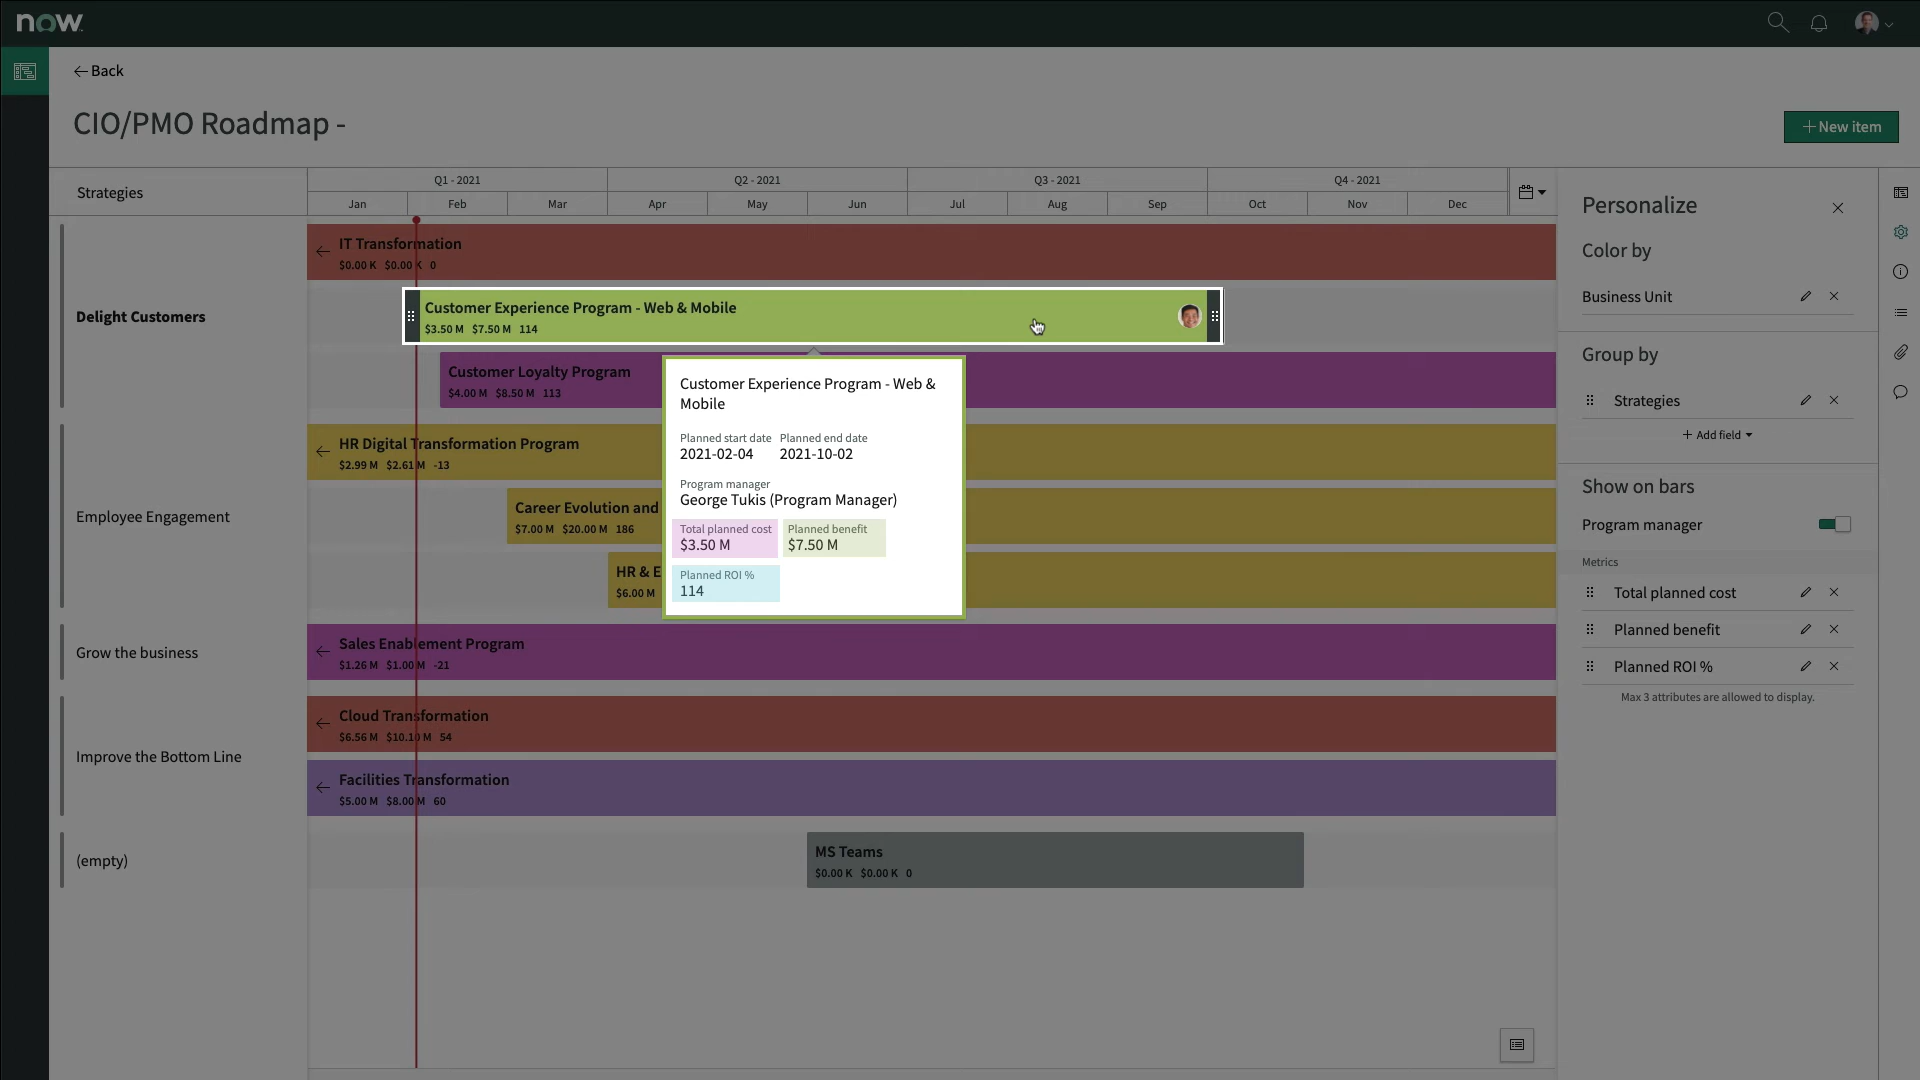 now.
Back
CIO/PMO Roadmap -
New item
Strategies
Q1 - 2021
Q2 - 2021
Q3 - 2021
Q4 - 2021
Jan
Feb
Mar
Apr
May
Jun
Jul
Aug
Sep
Oct
Nov
Dec
Delight Customers
IT Transformation
$0.00 K $0.00 K 0
Customer Experience Program - Web & Mobile
$3.50 M $7.50 M 114
Customer Loyalty Program
$4.00 M $8.50 M 113
Customer Experience Program - Web &
Mobile
Planned start date Planned end date
2021-02-04 2021-10-02
Program manager
George Tukis (Program Manager)
Total planned cost Planned benefit
$3.50 M $7.50 M
Planned ROI %
114
Employee Engagement
HR Digital Transformation Program
$2.99 M $2.61 M -13
Career Evolution and
$7.00 M $20.00 M 186
HR & E
$6.00 M
Grow the business
Sales Enablement Program
$1.26 M $1.00 M -21
Improve the Bottom Line
Cloud Transformation
$6.56 M $10.10 M 54
Facilities Transformation
$5.00 M $8.00 M 60
(empty)
MS Teams
$0.00 K $0.00 K 0
Personalize
Color by
Business Unit
Group by
Strategies
Add field
Show on bars
Program manager
Metrics
Total planned cost
Planned benefit
Planned ROI %
Max 3 attributes are allowed to display.